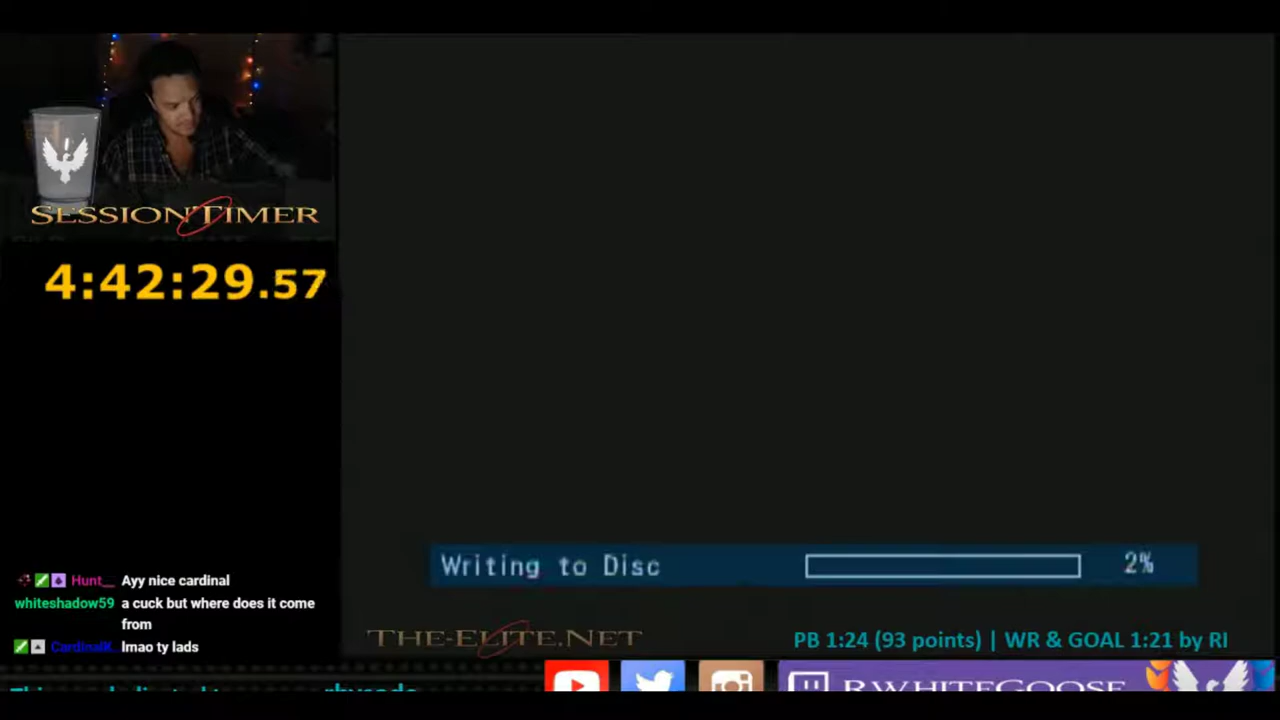 SESSION TIMER
4:42:29.57
Hunt__ Ayy nice cardinal
whiteshadow59 a cuck but where does it come
from
lmao ty lads
Writing to Disc 2%
THE-ELITE.NET
PB 1:24 (93 points) | WR & GOAL 1:21 by RI
RWHITEGOOSE